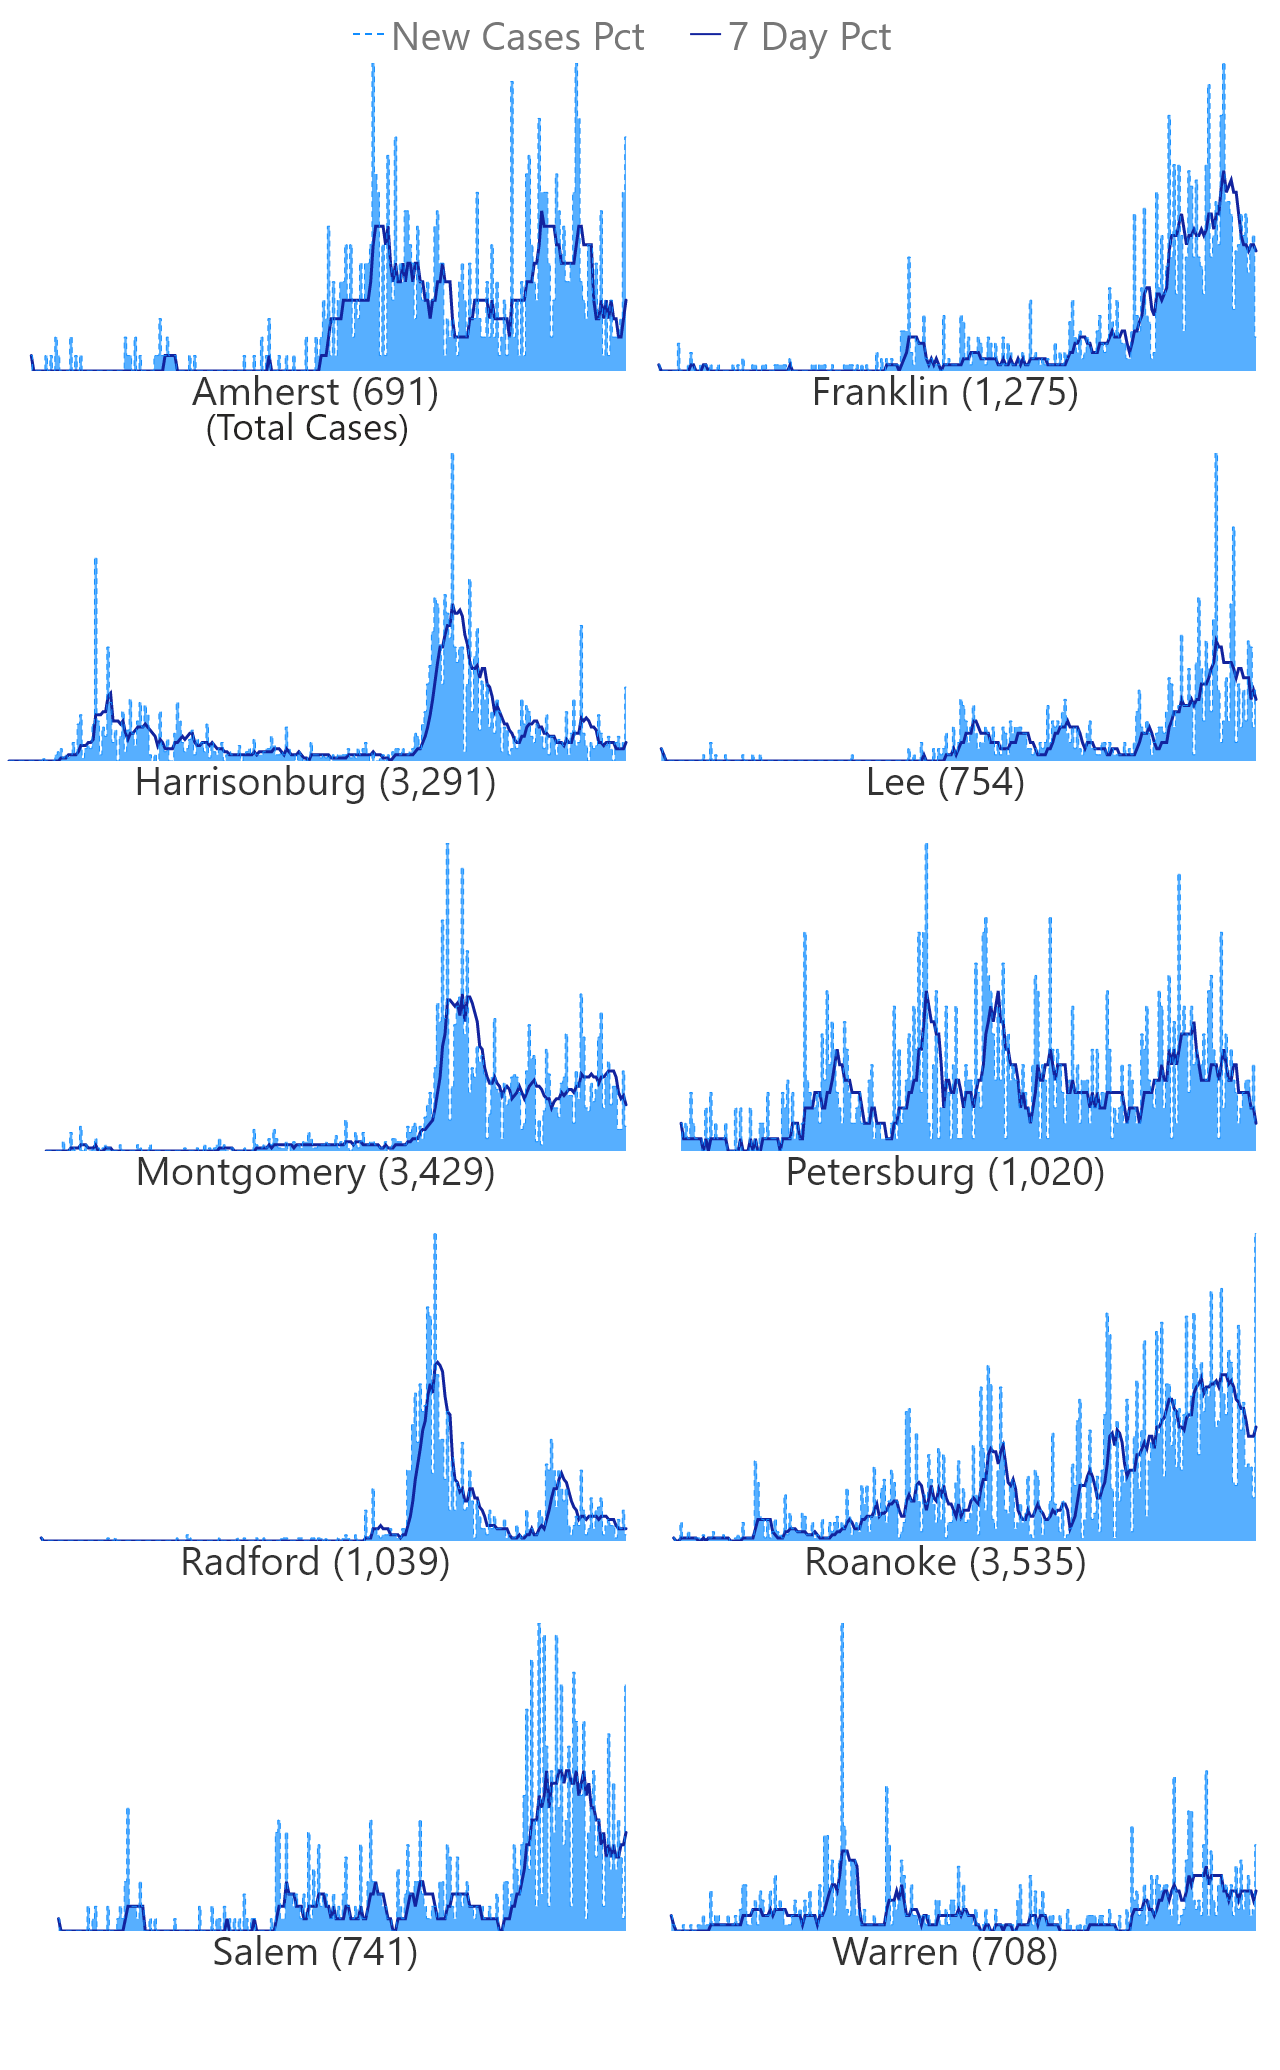 New Cases Pct 7 Day Pct
Amherst (691) Franklin (1,275)
(Total Cases)
Harrisonburg (3,291) Lee (754)
Montgomery (3,429) Petersburg (1,020)
Radford (1,039) Roanoke (3,535)
Salem (741) Warren (708)